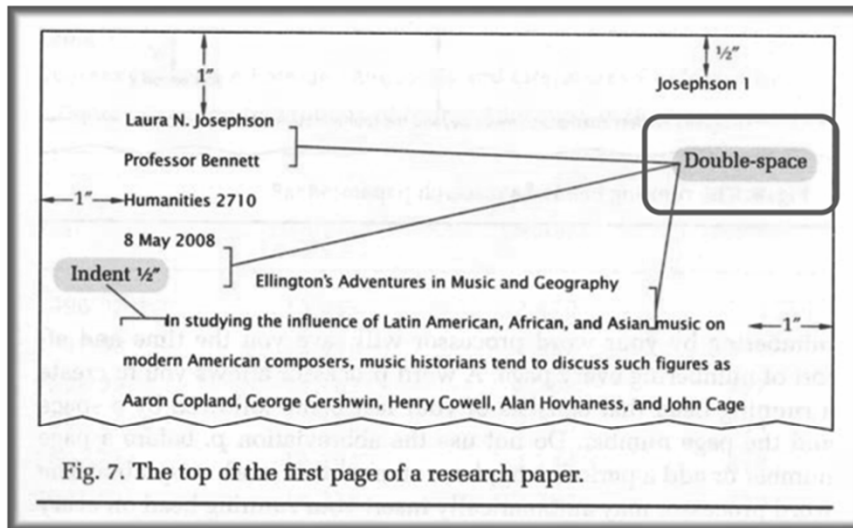 ½"
1"
Josephson 1
Laura N. Josephson
Professor Bennett
Double-space
1" Humanities 2710
8 May 2008
Indent ½"
Ellington's Adventures in Music and Geography
In studying the influence of Latin American, African, and Asian music on
1"
modern American composers, music historians tend to discuss such figures as
Aaron Copland, George Gershwin, Henry Cowell, Alan Hovhaness, and John Cage
Fig. 7. The top of the first page of a research paper.